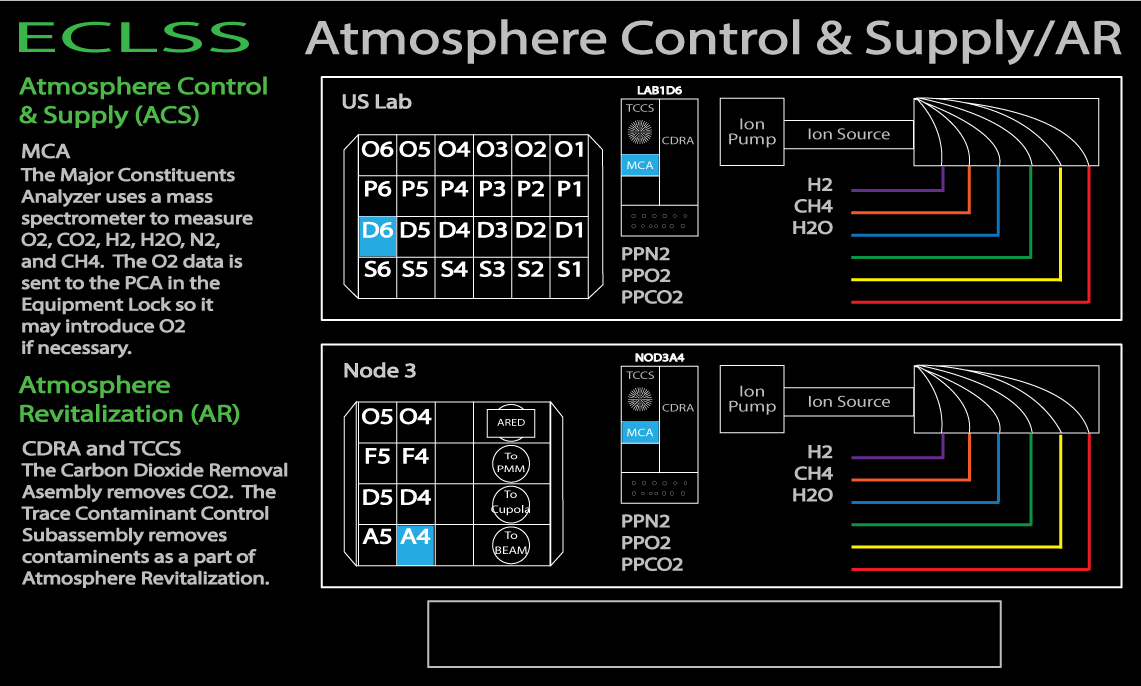 ECLSS
Atmosphere Control & Supply/AR
Atmosphere Control
& Supply (ACS)
MCA
The Major Constituents
Analyzer uses a mass
spectrometer to measure
O2, CO2, H2, H2O, N2,
and CH4. The O2 data is
sent to the PCA in the
Equipment Lock so it
may introduce O2
if necessary.
Atmosphere
Revitalization (AR)
CDRA and TCCS
The Carbon Dioxide Removal
Asembly removes CO2. The
Trace Contaminant Control
Subassembly removes
contaminents as a part of
Atmosphere Revitalization.
US Lab
O6 O5 O4 O3 O2 O1
P6 P5 P4 P3 P2 P1
D6 D5 D4 D3 D2 D1
S6 S5 S4 S3 S2 S1
LAB1D6
TCCS
CDRA
MCA
Ion
Pump
Ion Source
H2
CH4
H2O
PPN2
PPO2
PPCO2
Node 3
O5 O4
F5 F4
D5 D4
A5 A4
ARED
To
PMM
To
Cupola
To
BEAM
NOD3A4
TCCS
CDRA
MCA
Ion
Pump
Ion Source
H2
CH4
H2O
PPN2
PPO2
PPCO2